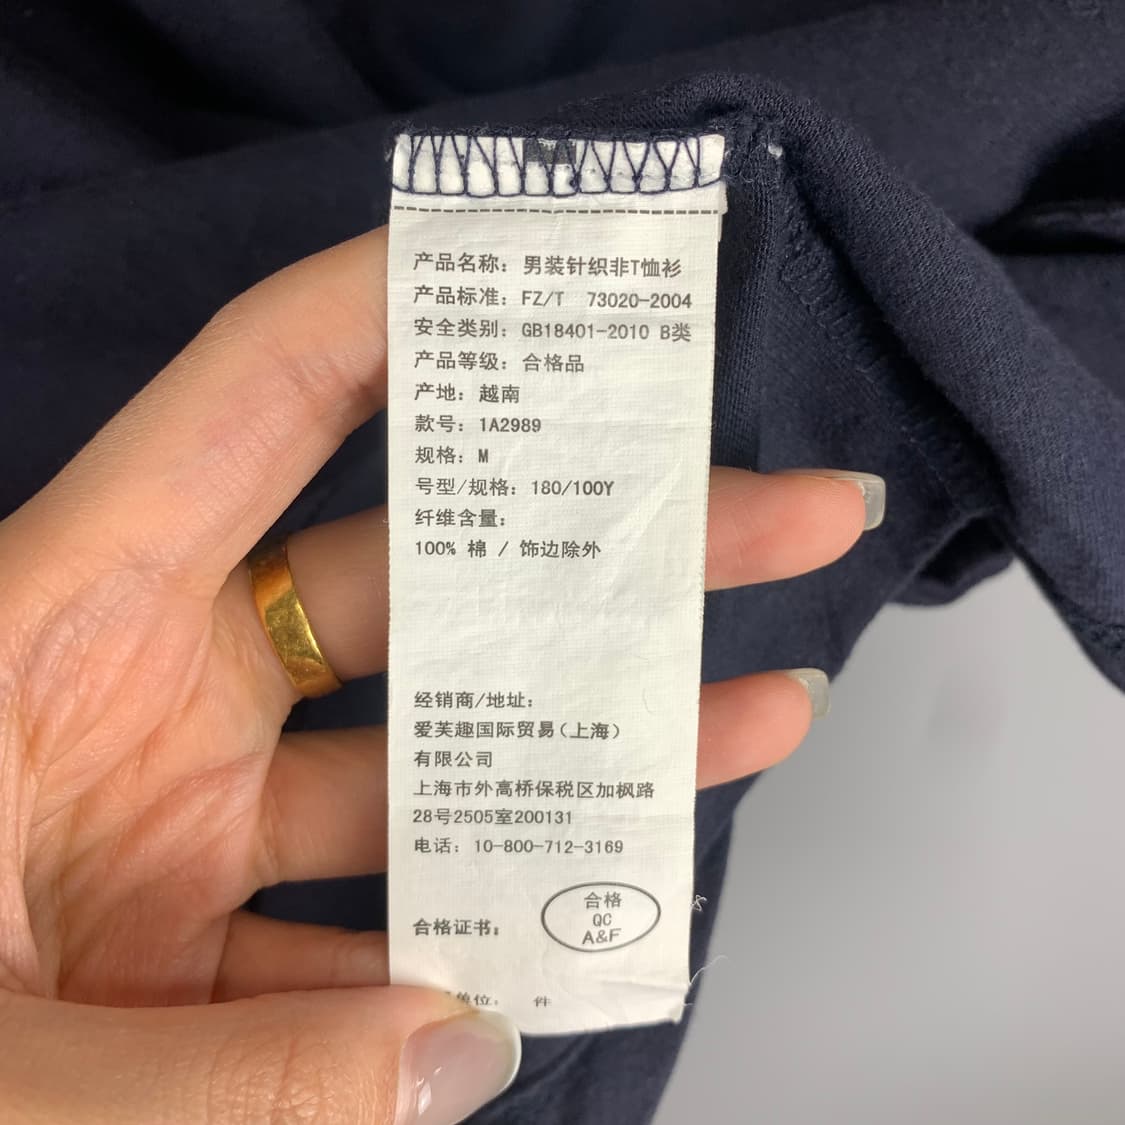 产品名称：男装针织非T恤衫
产品标准：FZ/T 73020-2004
安全类别：GB18401-2010 B类
产品等级：合格品
产地：越南
款号：1A2989
规格：M
号型/规格：180/100Y
纤维含量：
100% 棉 / 饰边除外
经销商/地址：
爱芙趣国际贸易(上海)
有限公司
上海市外高桥保税区加枫路
28号2505室200131
电话：10-800-712-3169
合格证书：
合格
QC
A&F
单位： 件